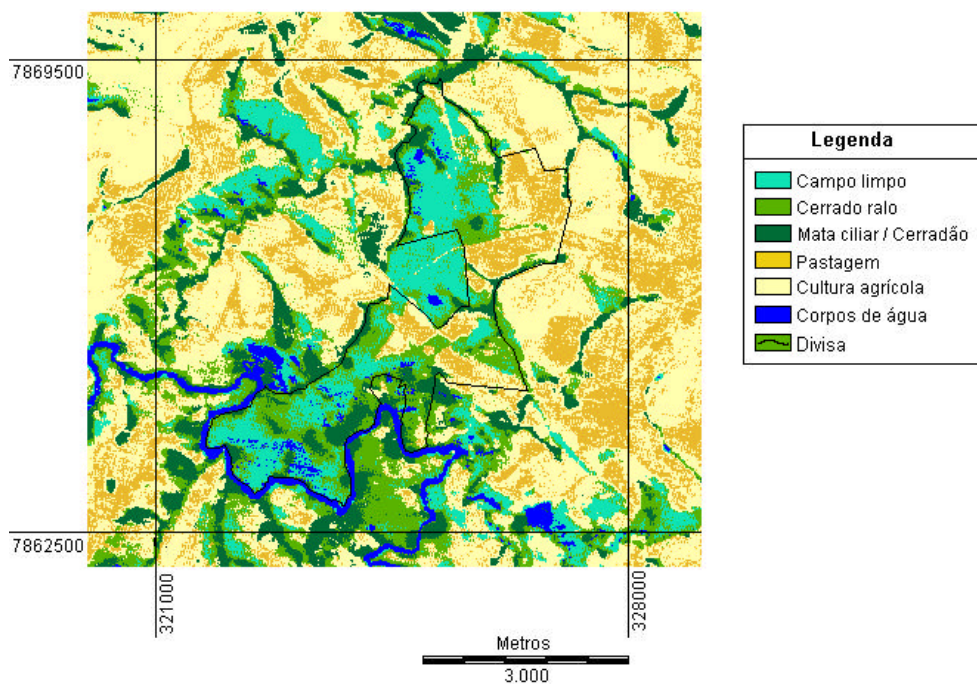 7869500
7862500
321000
328000
Metros
3.000
Legenda
Campo limpo
Cerrado ralo
Mata ciliar / Cerradão
Pastagem
Cultura agrícola
Corpos de água
Divisa